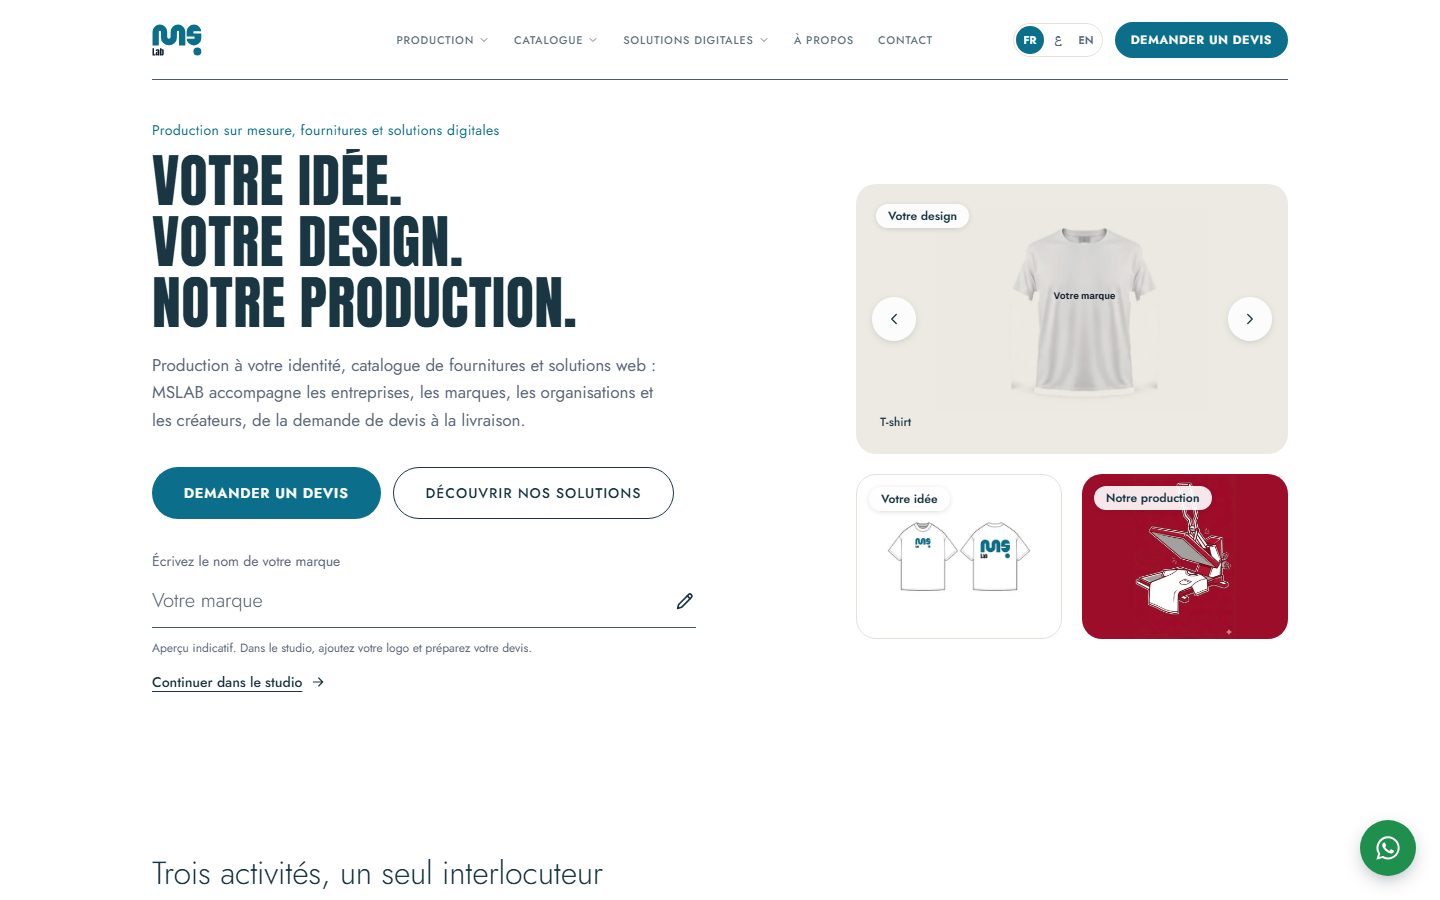 ms
Lab
PRODUCTION
CATALOGUE
SOLUTIONS DIGITALES
À PROPOS
CONTACT
FR
ع
EN
DEMANDER UN DEVIS
Production sur mesure, fournitures et solutions digitales
VOTRE IDÉE.
VOTRE DESIGN.
NOTRE PRODUCTION.
Production à votre identité, catalogue de fournitures et solutions web :
MSLAB accompagne les entreprises, les marques, les organisations et
les créateurs, de la demande de devis à la livraison.
DEMANDER UN DEVIS
DÉCOUVRIR NOS SOLUTIONS
Écrivez le nom de votre marque
Votre marque
Aperçu indicatif. Dans le studio, ajoutez votre logo et préparez votre devis.
Continuer dans le studio
Votre design
Votre marque
T-shirt
Votre idée
ms
Lab
ms
Lab
Notre production
Trois activités, un seul interlocuteur